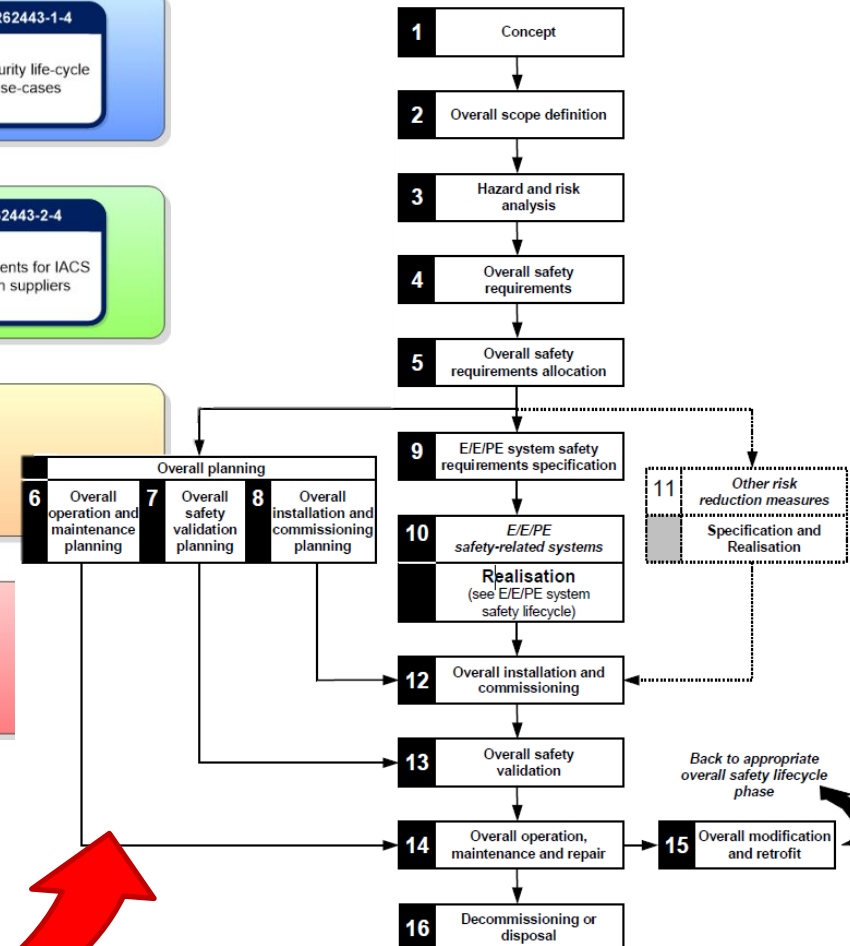 62443-1-4
life-cycle
se-cases
2443-2-4
for IACS
suppliers
1
Concept
2
Overall scope definition
3
Hazard and risk
analysis
4
Overall safety
requirements
5
Overall safety
requirements allocation
Overall planning
6
Overall
operation and
maintenance
planning
7
Overall
safety
validation
planning
8
Overall
installation and
commissioning
planning
9
E/E/PE system safety
requirements specification
10
E/E/PE
safety-related systems
Realisation
(see E/E/PE system
safety lifecycle)
11
Other risk
reduction measures
Specification and
Realisation
12
Overall installation and
commissioning
13
Overall safety
validation
Back to appropriate
overall safety lifecycle
phase
14
Overall operation,
maintenance and repair
15
Overall modification
and retrofit
16
Decommissioning or
disposal